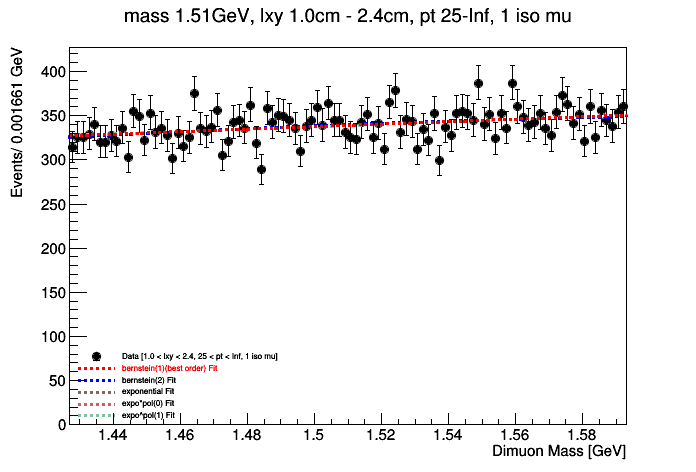 mass 1.51GeV, lxy 1.0cm - 2.4cm, pt 25-Inf, 1 iso mu
Events/ 0.001661 GeV
400
350
300
250
200
150
100
50
0
Data [1.0 < lxy < 2.4, 25 < pt < Inf, 1 iso mu]
bernstein(1)(best order) Fit
bernstein(2) Fit
exponential Fit
expo*pol(0) Fit
expo*pol(1) Fit
1.44 1.46 1.48 1.5 1.52 1.54 1.56 1.58
Dimuon Mass [GeV]